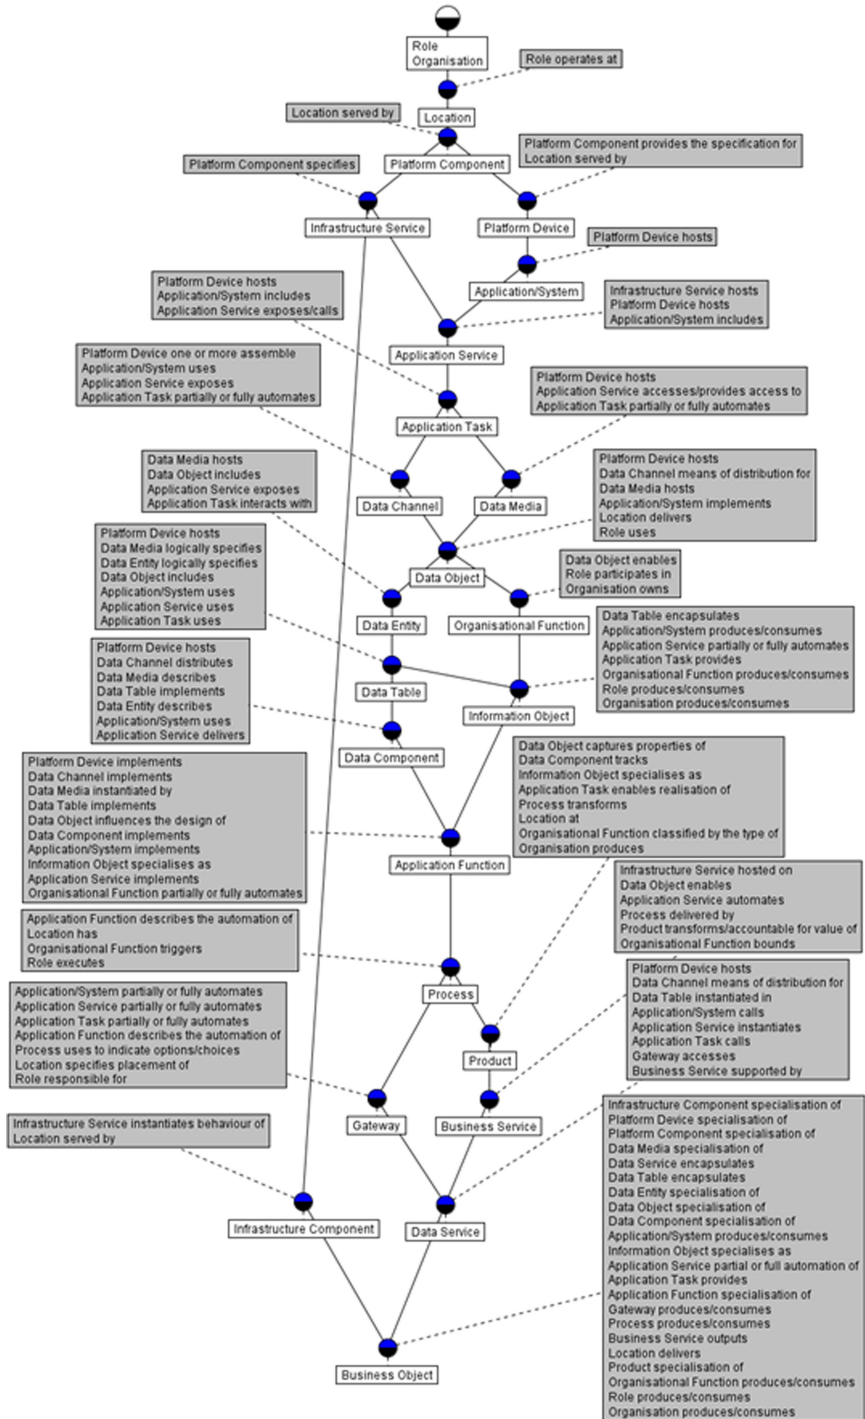 Role
Organisation
Role operates at
Location served by
Location
Platform Component provides the specification for
Location served by
Platform Component specifies
Platform Component
Infrastructure Service
Platform Device
Platform Device hosts
Platform Device hosts
Application/System includes
Application Service exposes/calls
Application/System
Infrastructure Service hosts
Platform Device hosts
Application/System includes
Platform Device one or more assemble
Application/System uses
Application Service exposes
Application Task partially or fully automates
Application Service
Platform Device hosts
Application Service accesses/provides access to
Application Task partially or fully automates
Application Task
Data Media hosts
Data Object includes
Application Service exposes
Application Task interacts with
Data Channel
Data Media
Platform Device hosts
Data Channel means of distribution for
Data Media hosts
Application/System implements
Location delivers
Role uses
Platform Device hosts
Data Media logically specifies
Data Entity logically specifies
Data Object includes
Application/System uses
Application Service uses
Application Task uses
Data Object
Data Object enables
Role participates in
Organisation owns
Data Entity
Organisational Function
Data Table encapsulates
Application/System produces/consumes
Application Service partially or fully automates
Application Task provides
Organisational Function produces/consumes
Role produces/consumes
Organisation produces/consumes
Platform Device hosts
Data Channel distributes
Data Media describes
Data Table implements
Data Entity describes
Application/System uses
Application Service delivers
Data Table
Information Object
Data Component
Data Object captures properties of
Data Component tracks
Information Object specialises as
Application Task enables realisation of
Process transforms
Location at
Organisational Function classified by the type of
Organisation produces
Platform Device implements
Data Channel implements
Data Media instantiated by
Data Table implements
Data Object influences the design of
Data Component implements
Application/System implements
Information Object specialises as
Application Service implements
Organisational Function partially or fully automates
Application Function
Infrastructure Service hosted on
Data Object enables
Application Service automates
Process delivered by
Product transforms/accountable for value of
Organisational Function bounds
Application Function describes the automation of
Location has
Organisational Function triggers
Role executes
Process
Platform Device hosts
Data Channel means of distribution for
Data Table instantiated in
Application/System calls
Application Service instantiates
Application Task calls
Gateway accesses
Business Service supported by
Application/System partially or fully automates
Application Service partially or fully automates
Application Task partially or fully automates
Application Function describes the automation of
Process uses to indicate options/choices
Location specifies placement of
Role responsible for
Product
Gateway
Business Service
Infrastructure Service instantiates behaviour of
Location served by
Infrastructure Component
Data Service
Infrastructure Component specialisation of
Platform Device specialisation of
Platform Component specialisation of
Data Media specialisation of
Data Service encapsulates
Data Table encapsulates
Data Entity specialisation of
Data Object specialisation of
Data Component specialisation of
Application/System produces/consumes
Information Object specialises as
Application Service partial or full automation of
Application Task provides
Application Function specialisation of
Gateway produces/consumes
Process produces/consumes
Business Service outputs
Location delivers
Product specialisation of
Organisational Function produces/consumes
Role produces/consumes
Organisation produces/consumes
Business Object